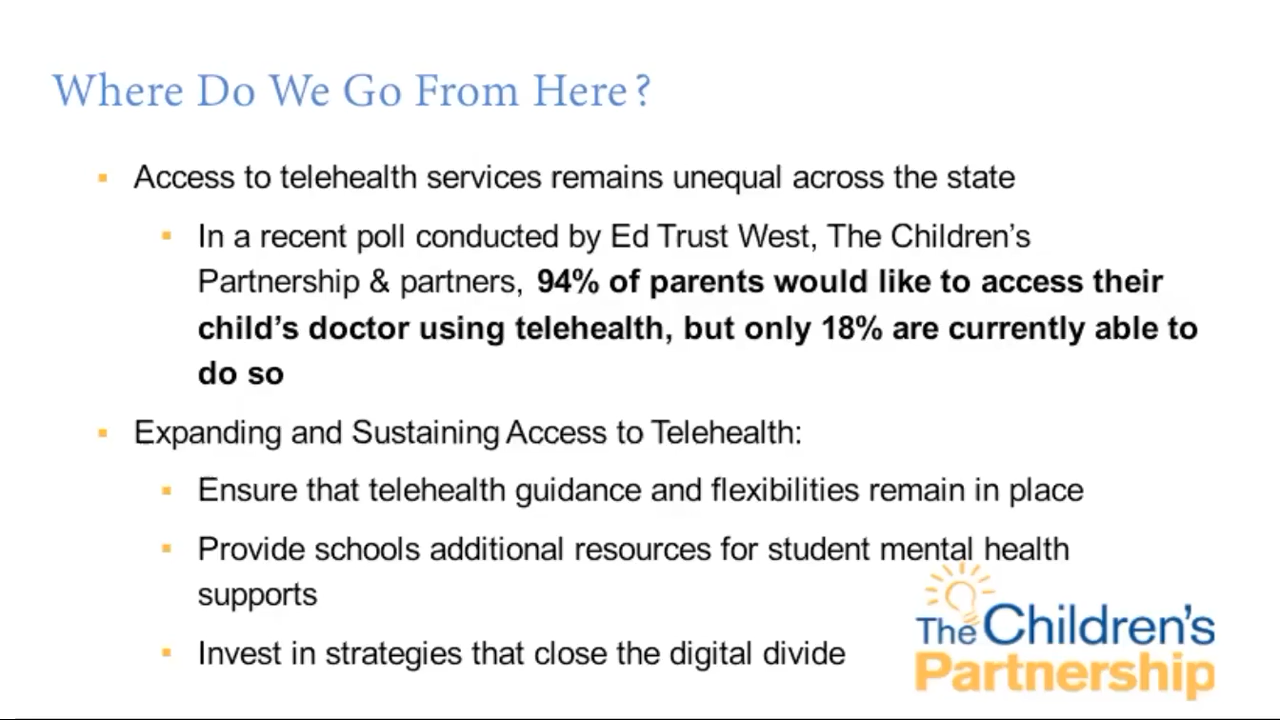 Where Do We Go From Here?
Access to telehealth services remains unequal across the state
In a recent poll conducted by Ed Trust West, The Children's
Partnership & partners, 94% of parents would like to access their
child's doctor using telehealth, but only 18% are currently able to
do so
Expanding and Sustaining Access to Telehealth:
Ensure that telehealth guidance and flexibilities remain in place
Provide schools additional resources for student mental health
supports
Invest in strategies that close the digital divide
The Children's
Partnership